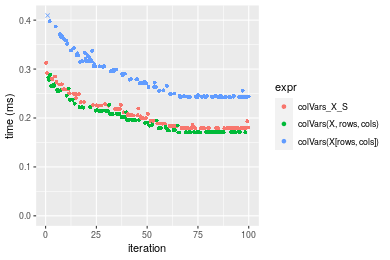 0.4
0.3
0.2
0.1
0.0
time (ms)
0
25
50
75
100
iteration
expr
colVars_X_S
colVars(X, rows, cols)
colVars(X[rows, cols])